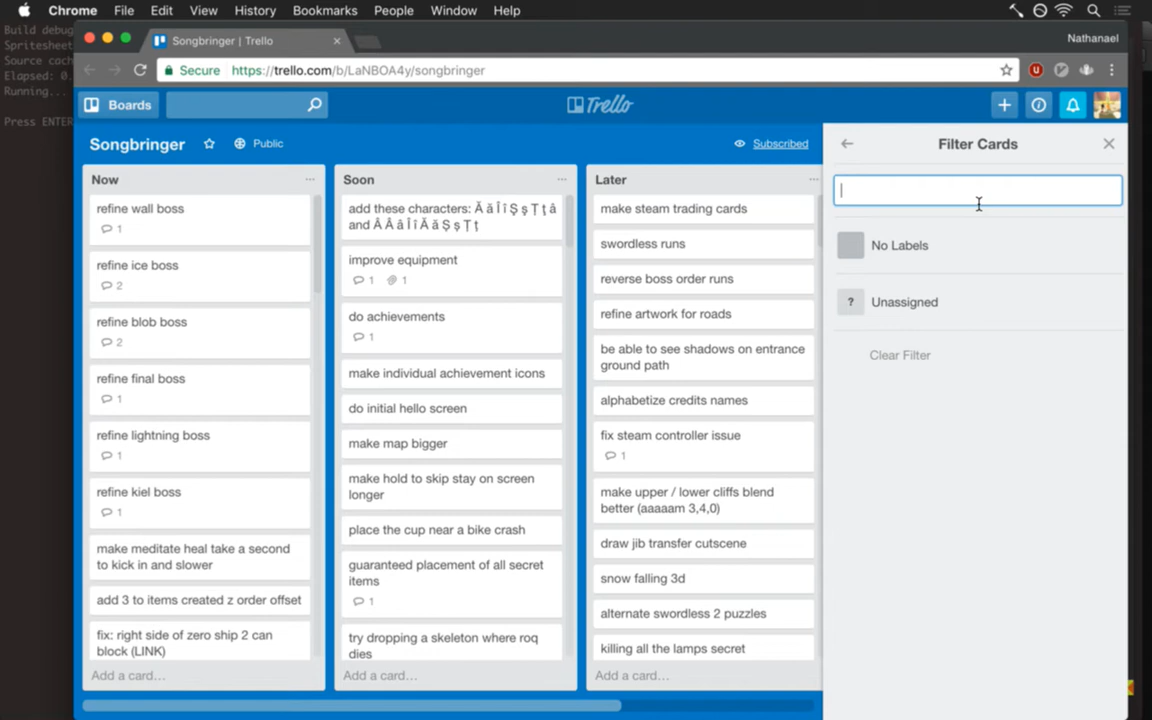 Chrome File Edit View History Bookmarks People Window Help
Build debug
Spritesheet
Source cach
Elapsed: 0.
Running...
Press ENTER
Songbringer | Trello
Nathanael
Secure https://trello.com/b/LaNBOA4y/songbringer
Boards
Trello
Songbringer Public Subscribed
Now
refine wall boss
1
refine ice boss
2
refine blob boss
2
refine final boss
1
refine lightning boss
1
refine kiel boss
1
make meditate heal take a second
to kick in and slower
add 3 to items created z order offset
fix: right side of zero ship 2 can
block (LINK)
Add a card…
Soon
add these characters: Ă ă Î î Ş ş Ţ ţ â
and Â Â â Î î Ă ă Ș ș Ț ț
improve equipment
1 1
do achievements
1
make individual achievement icons
do initial hello screen
make map bigger
make hold to skip stay on screen
longer
place the cup near a bike crash
guaranteed placement of all secret
items
1
try dropping a skeleton where roq
dies
Add a card…
Later
make steam trading cards
swordless runs
reverse boss order runs
refine artwork for roads
be able to see shadows on entrance
ground path
alphabetize credits names
fix steam controller issue
1
make upper / lower cliffs blend
better (aaaaam 3,4,0)
draw jib transfer cutscene
snow falling 3d
alternate swordless 2 puzzles
killing all the lamps secret
Add a card…
Filter Cards
No Labels
? Unassigned
Clear Filter